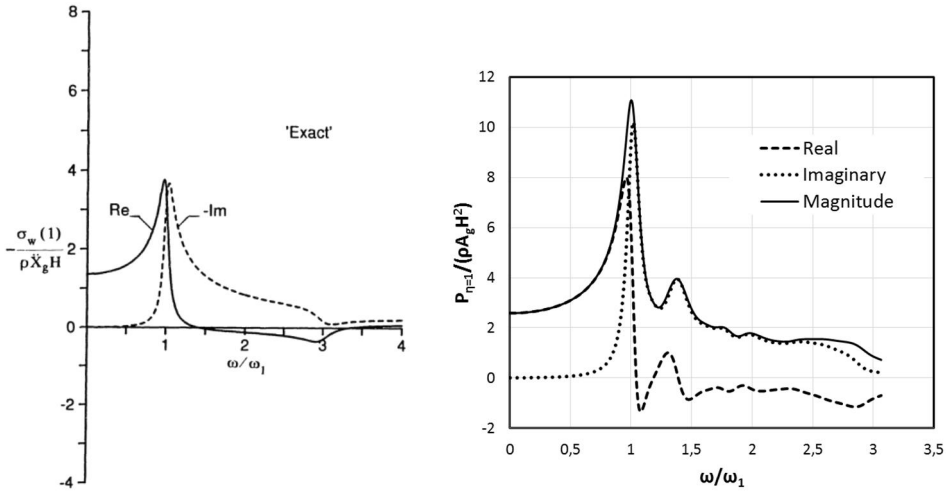 8
6
4
2
0
-2
-4
- σw(1) / ρẌgH
Re
-Im
'Exact'
1
2
3
4
ω/ω1
12
10
8
6
4
2
0
-2
Pη=1/(ρAgH²)
Real
Imaginary
Magnitude
0
0,5
1
1,5
2
2,5
3
3,5
ω/ω1